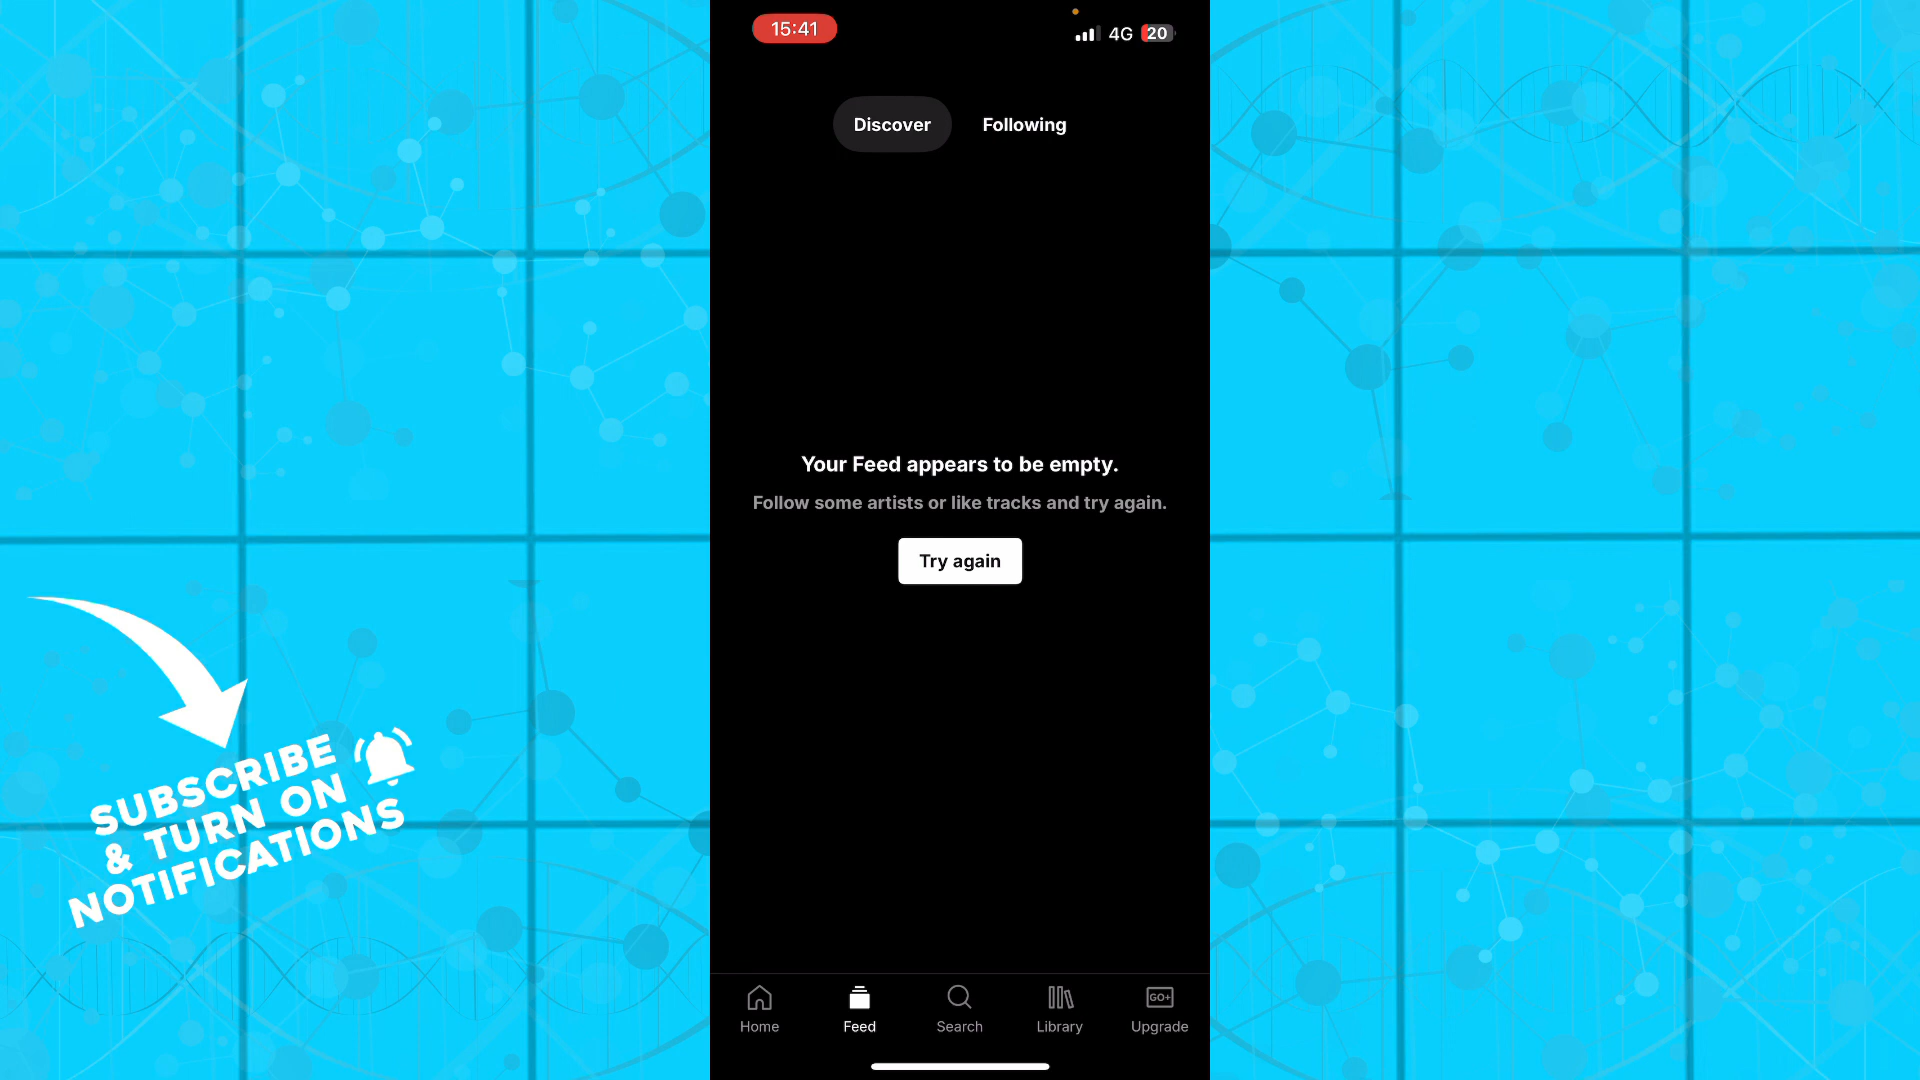 15:41
4G 20
Discover Following
Your Feed appears to be empty.
Follow some artists or like tracks and try again.
Try again
SUBSCRIBE
& TURN ON
NOTIFICATIONS
GO+
Home Feed Search Library Upgrade